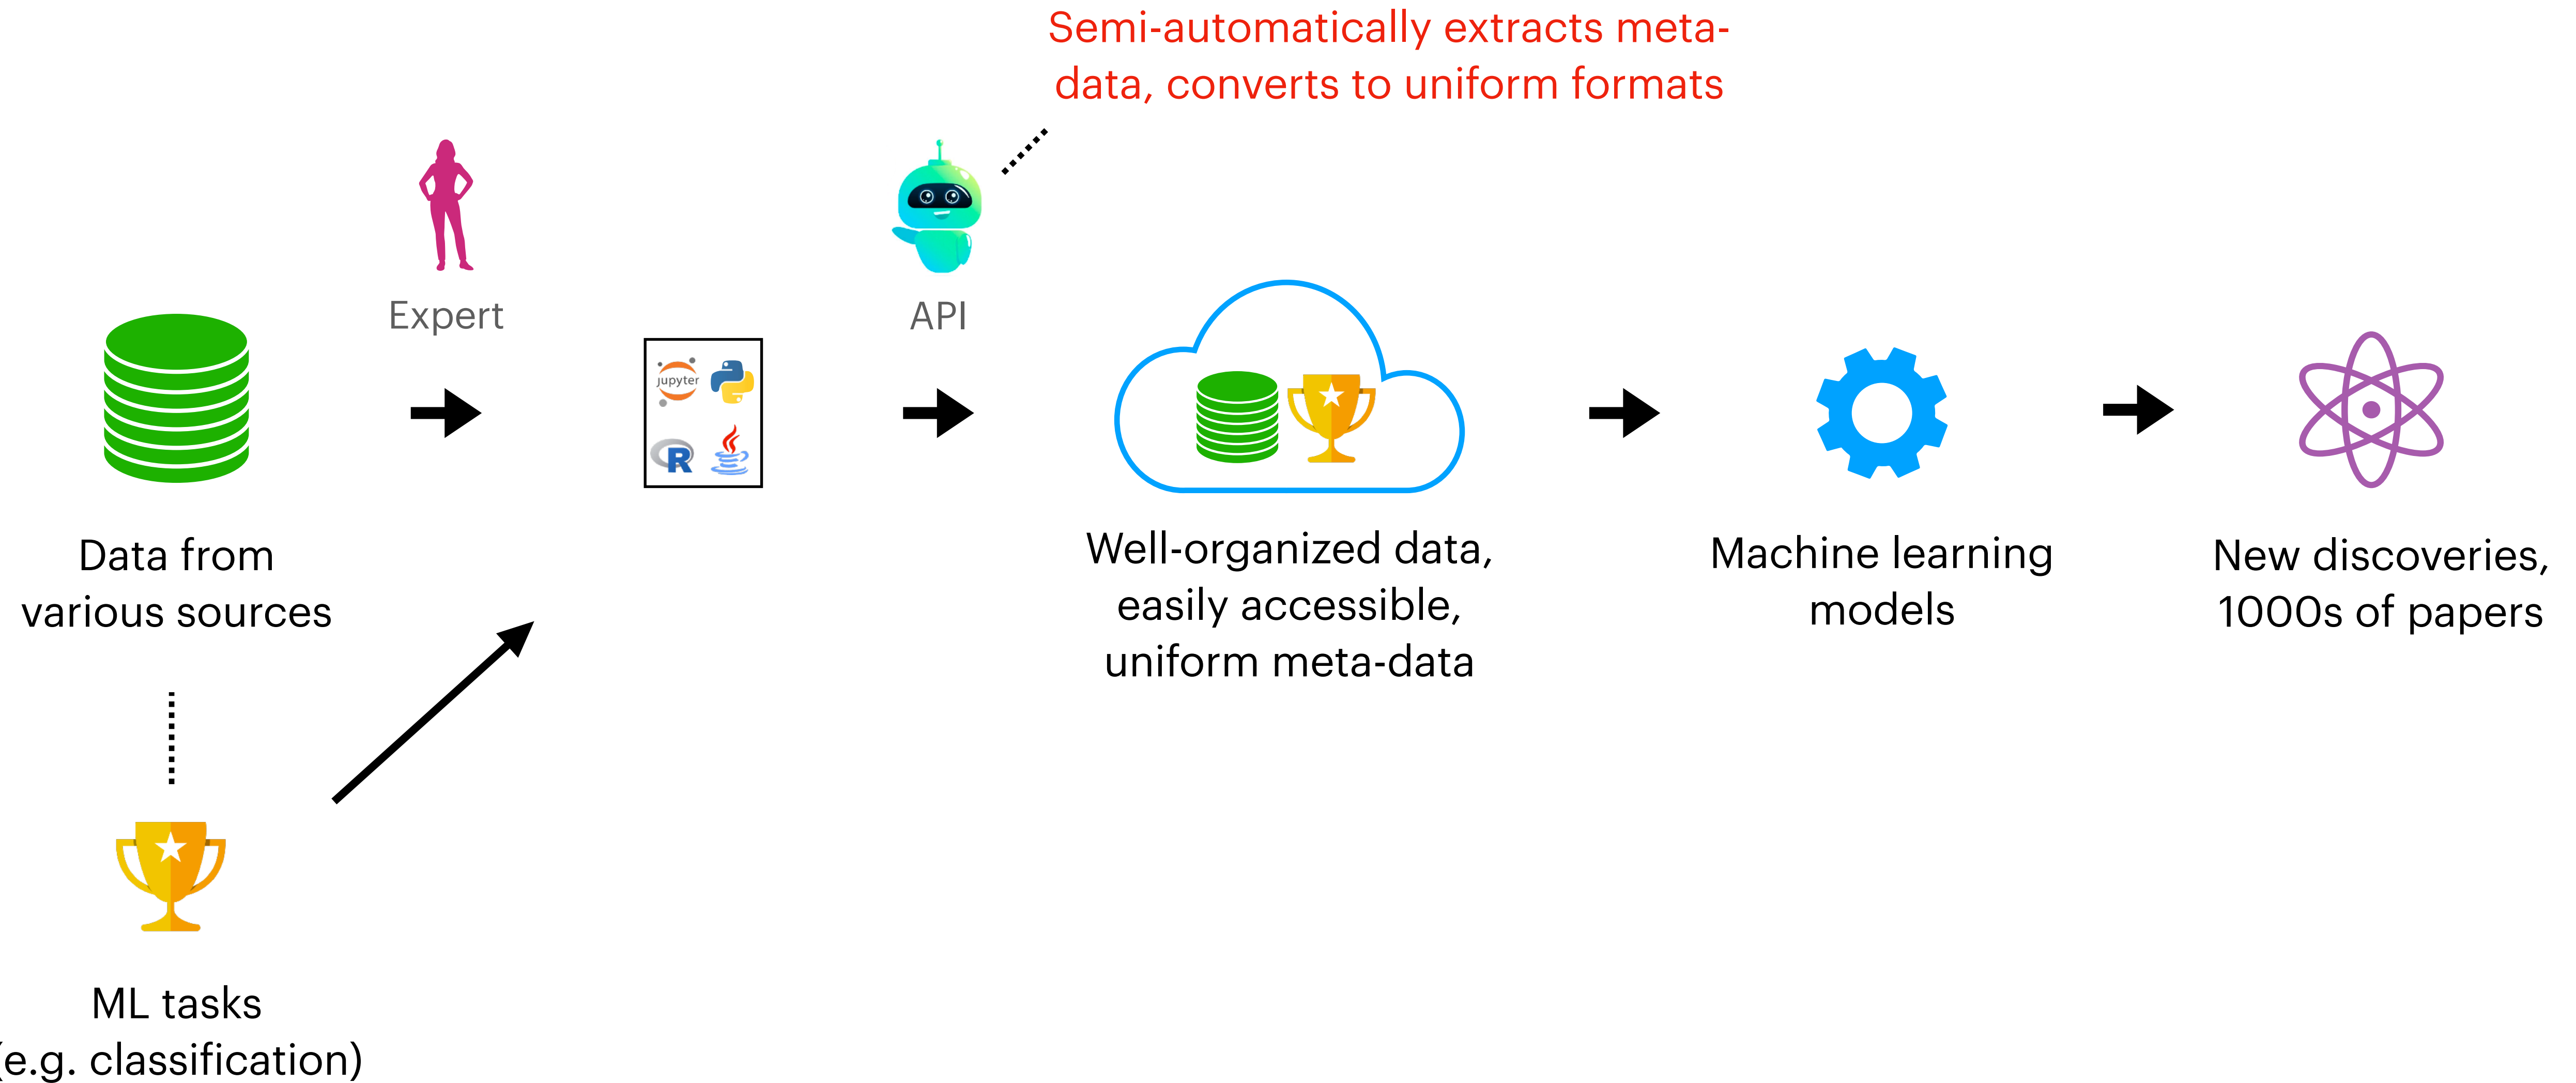 Semi-automatically extracts meta-
data, converts to uniform formats
Expert
API
jupyter
R
Data from
various sources
Well-organized data,
easily accessible,
uniform meta-data
Machine learning
models
New discoveries,
1000s of papers
ML tasks
(e.g. classification)